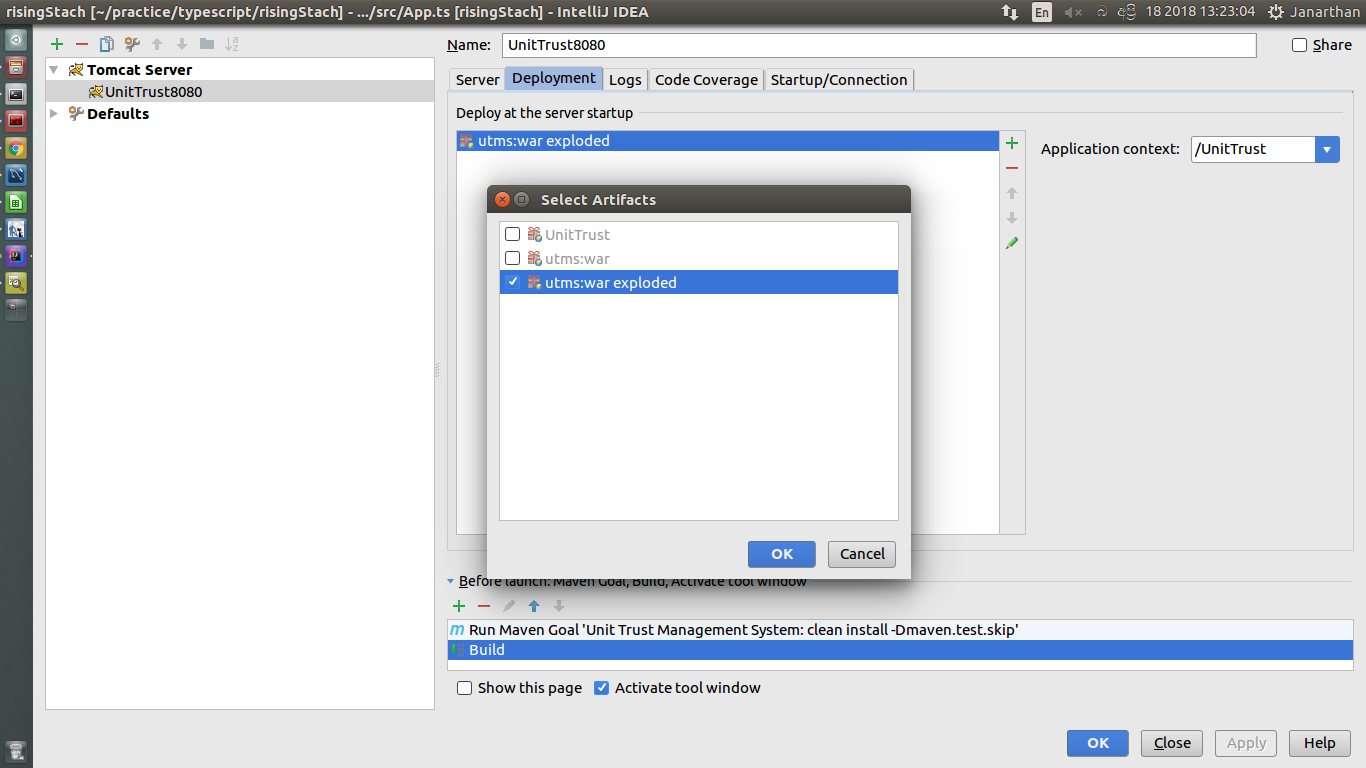 risingStach [~/practice/typescript/risingStach] - .../src/App.ts [risingStach] - IntelliJ IDEA
En
18 2018 13:23:04
Janarthan
Name:
UnitTrust8080
Share
Tomcat Server
UnitTrust8080
Defaults
Server
Deployment
Logs
Code Coverage
Startup/Connection
Deploy at the server startup
utms:war exploded
Application context:
/UnitTrust
Select Artifacts
UnitTrust
utms:war
utms:war exploded
OK
Cancel
Before launch: Maven Goal, Build, Activate tool window
Run Maven Goal 'Unit Trust Management System: clean install -Dmaven.test.skip'
Build
Show this page
Activate tool window
OK
Close
Apply
Help